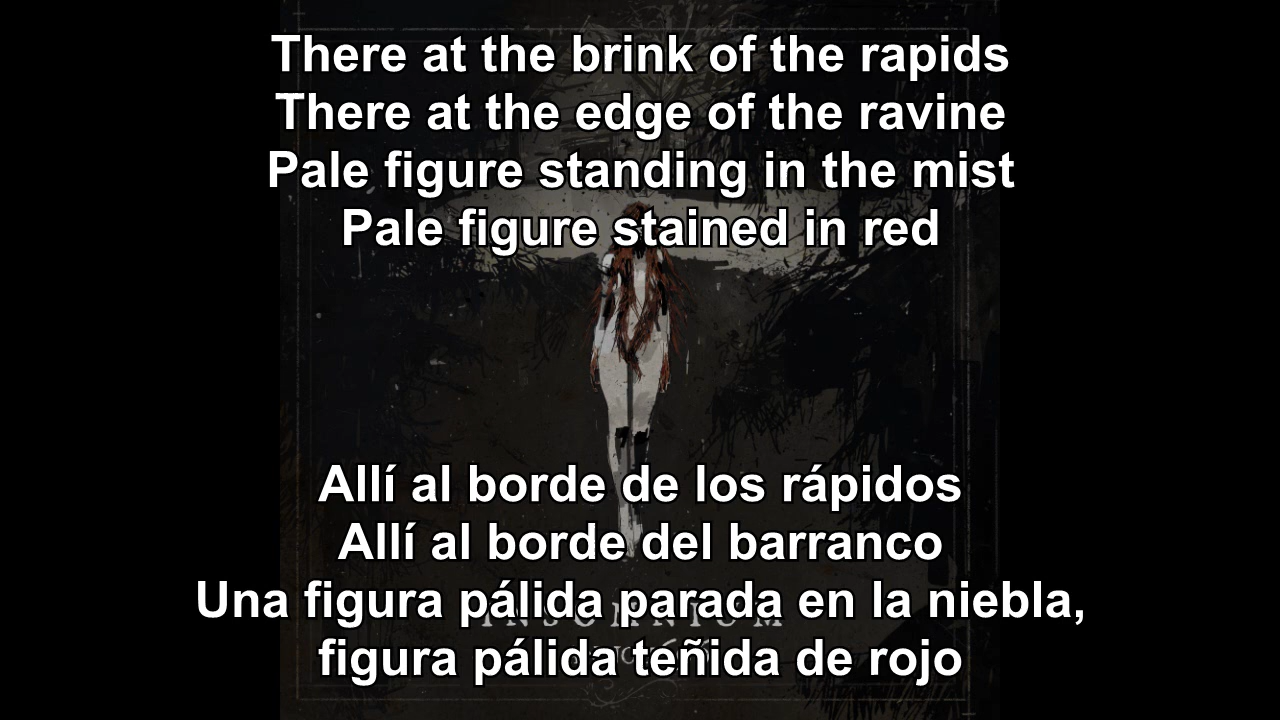 There at the brink of the rapids
There at the edge of the ravine
Pale figure standing in the mist
Pale figure stained in red
Allí al borde de los rápidos
Allí al borde del barranco
Una figura pálida parada en la niebla,
INSOMNIUM
figura pálida teñida de rojo